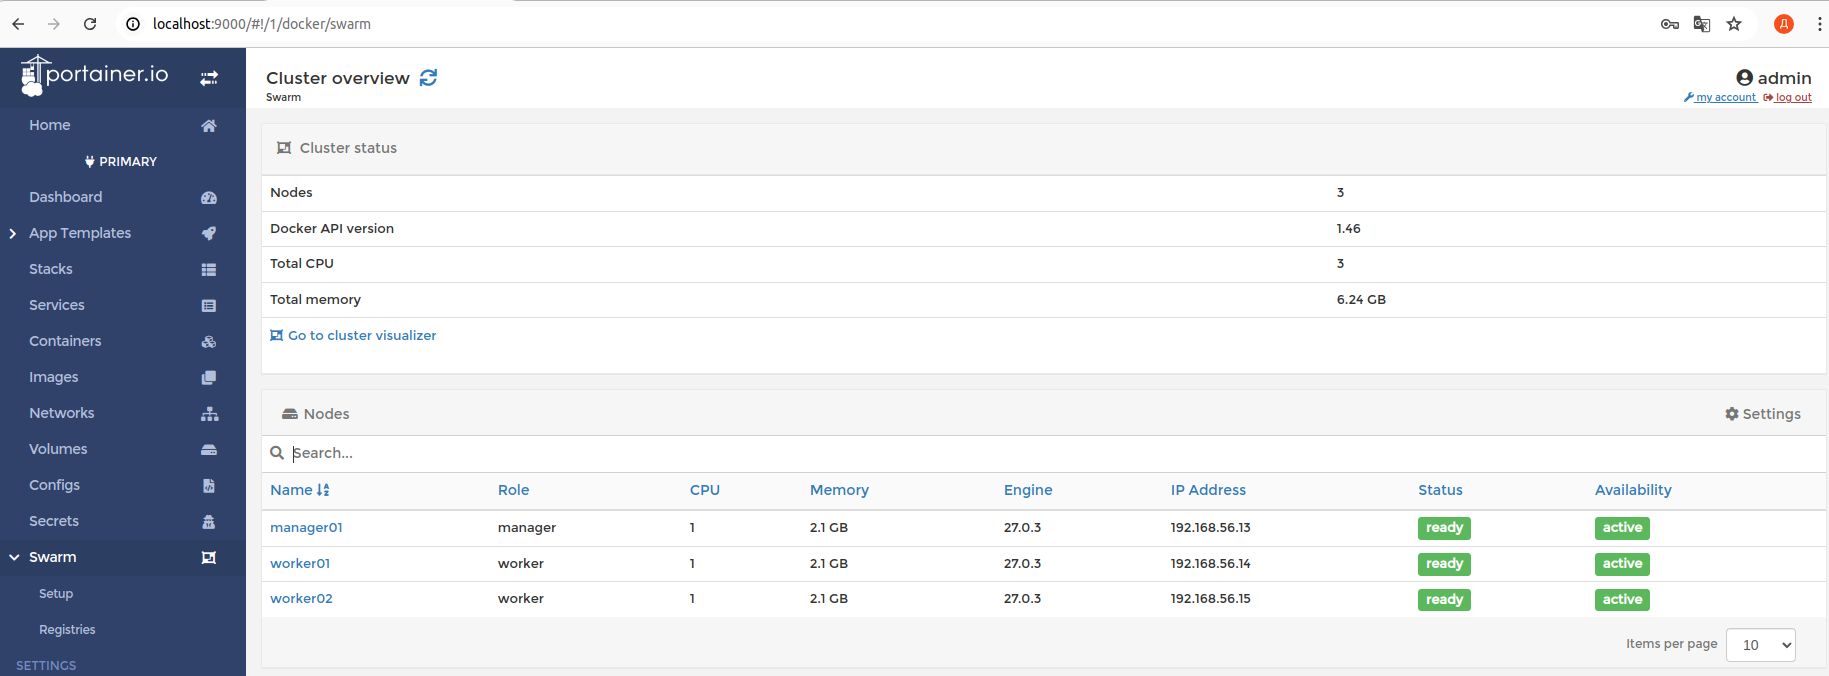 localhost:9000/#!/1/docker/swarm
Д
portainer.io
Home
PRIMARY
Dashboard
App Templates
Stacks
Services
Containers
Images
Networks
Volumes
Configs
Secrets
Swarm
Setup
Registries
SETTINGS
Cluster overview
Swarm
admin
my account log out
Cluster status
Nodes 3
Docker API version 1.46
Total CPU 3
Total memory 6.24 GB
Go to cluster visualizer
Nodes Settings
Search...
Name Role CPU Memory Engine IP Address Status Availability
manager01 manager 1 2.1 GB 27.0.3 192.168.56.13 ready active
worker01 worker 1 2.1 GB 27.0.3 192.168.56.14 ready active
worker02 worker 1 2.1 GB 27.0.3 192.168.56.15 ready active
Items per page 10